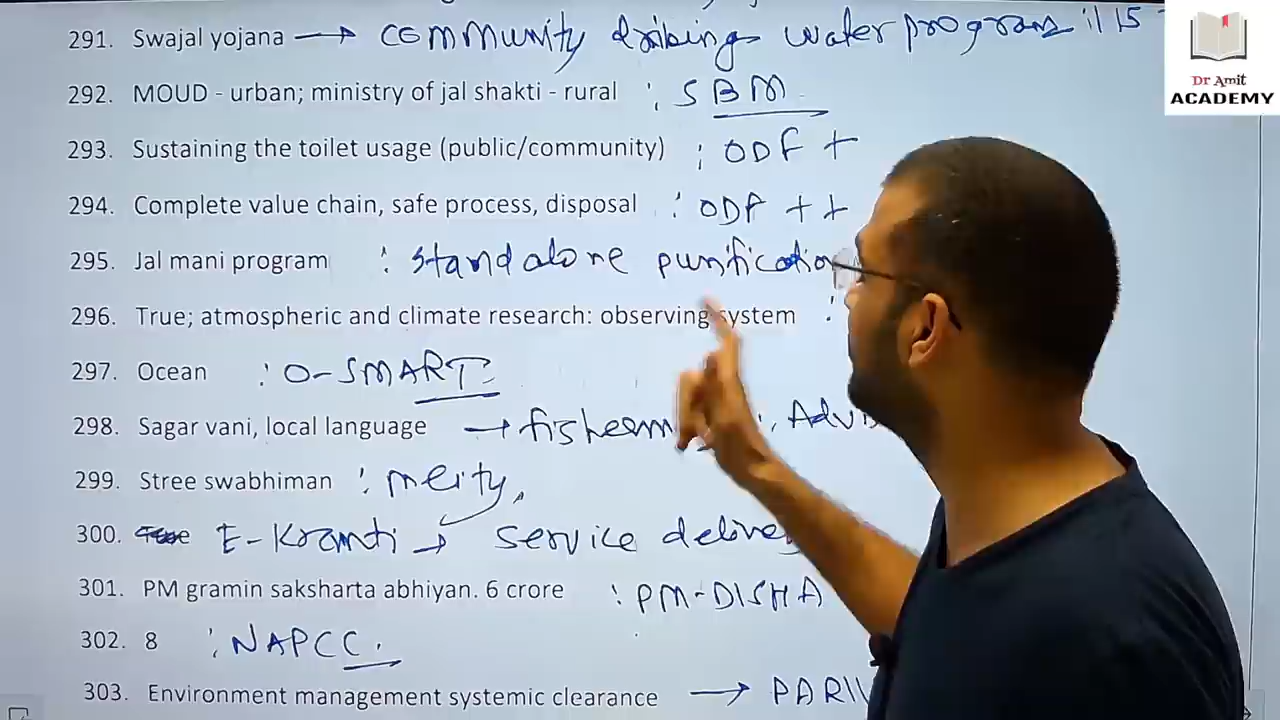 291. Swajal yojana → community drinking water program : 115
292. MOUD - urban; ministry of jal shakti - rural : SBM
293. Sustaining the toilet usage (public/community) : ODF +
294. Complete value chain, safe process, disposal : ODF ++
295. Jal mani program : standalone purification
296. True; atmospheric and climate research: observing system :
297. Ocean : O-SMART
298. Sagar vani, local language → : Advis
299. Stree swabhiman : meity,
300. E-Kranti → service delivery
301. PM gramin saksharta abhiyan. 6 crore : PM-DISHA
302. 8 : NAPCC.
303. Environment management systemic clearance →
Dr Amit
ACADEMY